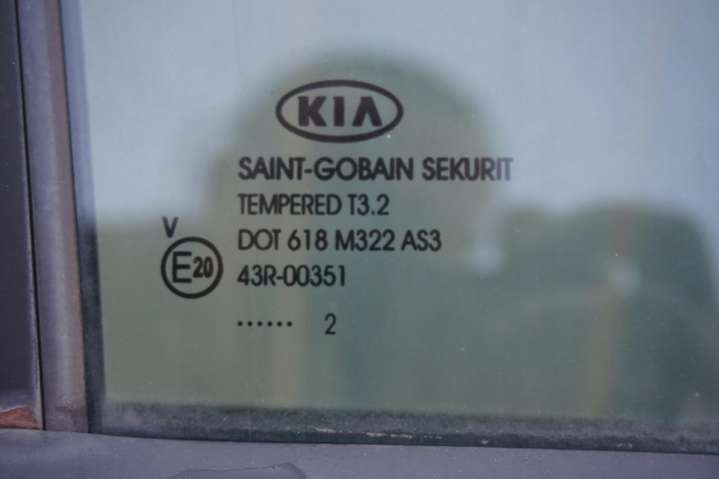 KIA
SAINT-GOBAIN SEKURIT
TEMPERED T3.2
V
DOT 618 M322 AS3
E20
43R-00351
...... 2